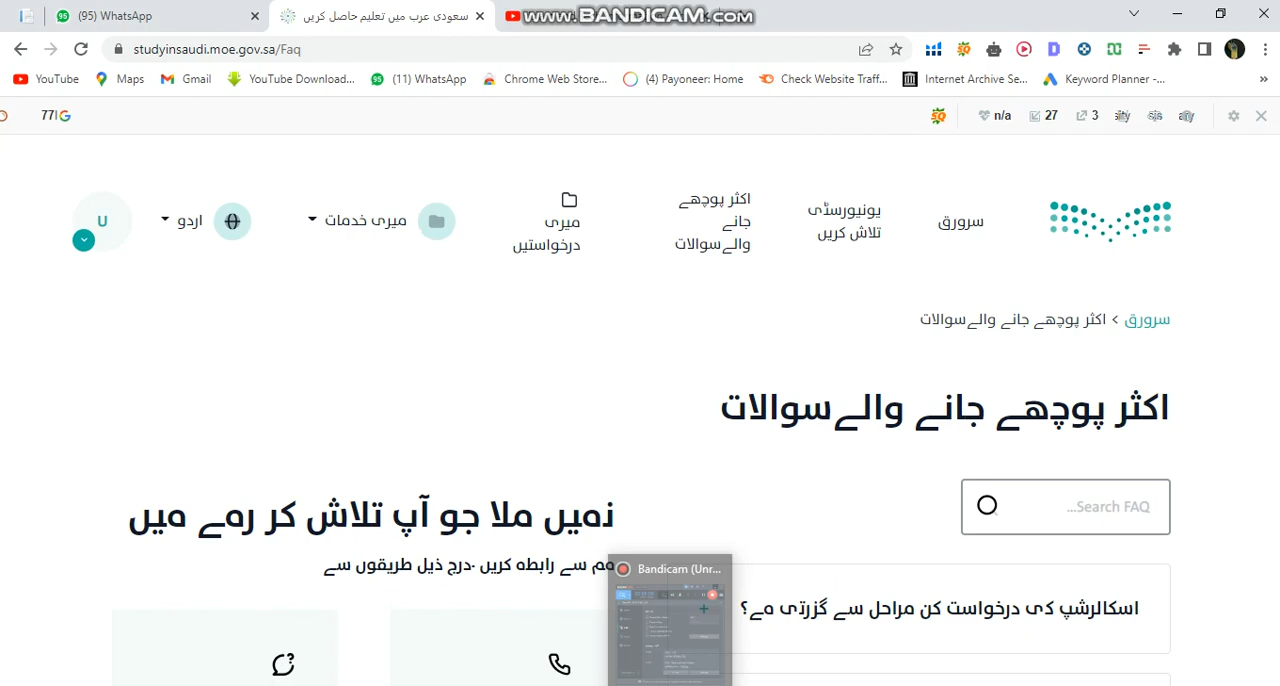 (95) WhatsApp
سعودی عرب میں تعلیم حاصل کریں
www.BANDICAM.com
studyinsaudi.moe.gov.sa/Faq
YouTube
Maps
Gmail
YouTube Download...
(11) WhatsApp
Chrome Web Store...
(4) Payoneer: Home
Check Website Traff...
Internet Archive Se...
Keyword Planner -...
»
77
n/a
27
3
سرورق
یونیورسٹی
تلاش کریں
اکثر پوچھے
جانے
والےسوالات
میری
درخواستیں
میری خدمات
اردو
U
سرورق > اکثر پوچھے جانے والےسوالات
اکثر پوچھے جانے والےسوالات
Search FAQ...
نہیں ملا جو آپ تلاش کر رہے ہیں
ہم سے رابطہ کریں .درج ذیل طریقوں سے
Bandicam (Unr...
اسکالرشپ کی درخواست کن مراحل سے گزرتی ہے؟